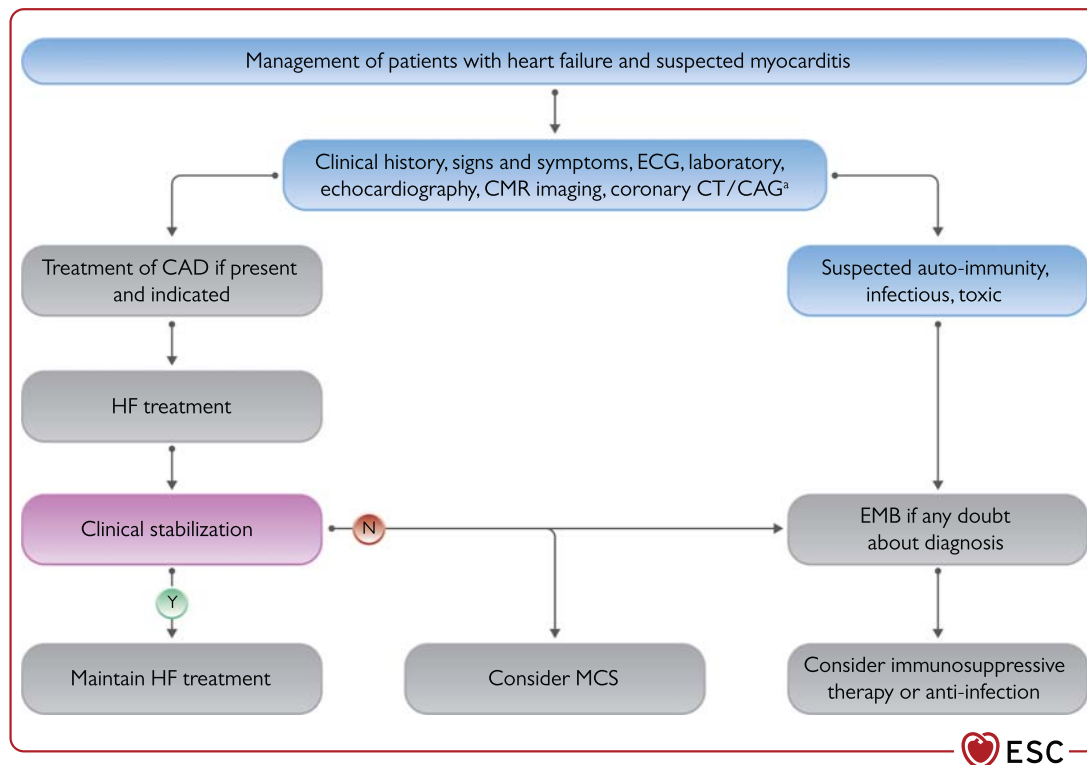 Management of patients with heart failure and suspected myocarditis
Clinical history, signs and symptoms, ECG, laboratory,
echocardiography, CMR imaging, coronary CT/CAGᵃ
Treatment of CAD if present
and indicated
Suspected auto-immunity,
infectious, toxic
HF treatment
Clinical stabilization
N
EMB if any doubt
about diagnosis
Y
Maintain HF treatment
Consider MCS
Consider immunosuppressive
therapy or anti-infection
ESC